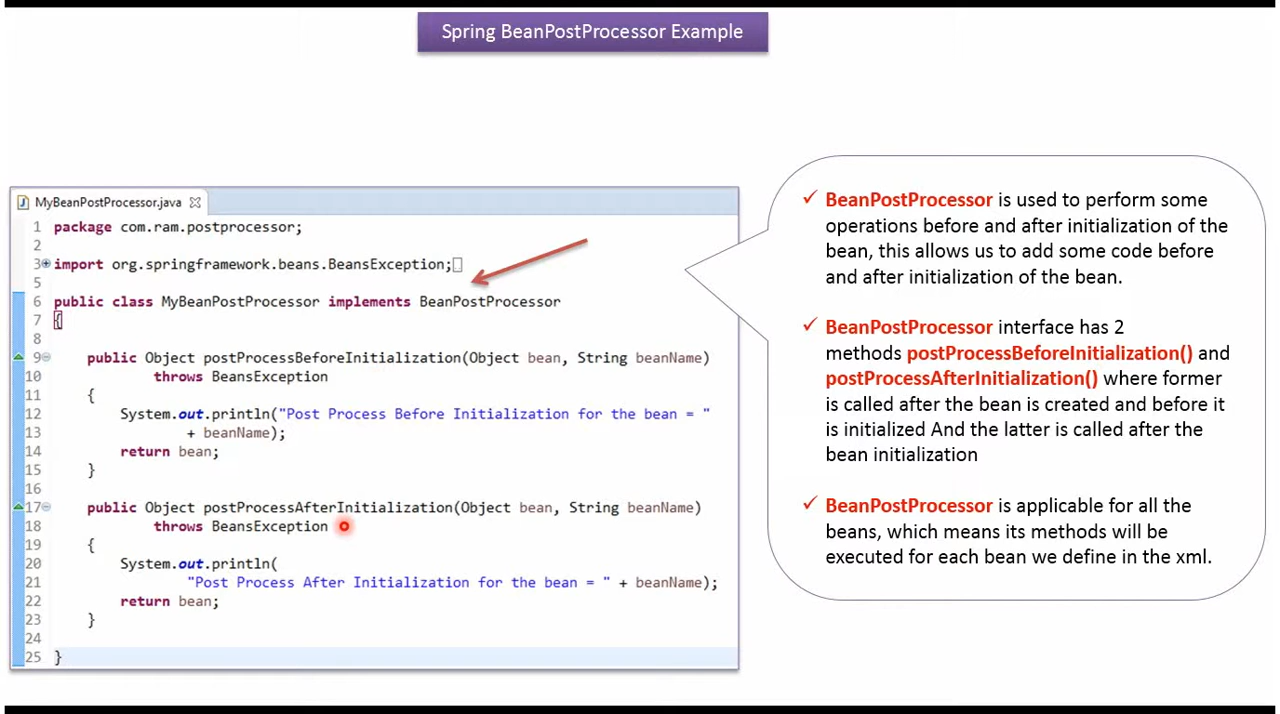 Spring BeanPostProcessor Example
MyBeanPostProcessor.java
1 package com.ram.postprocessor;
2
3 import org.springframework.beans.BeansException;
5
6 public class MyBeanPostProcessor implements BeanPostProcessor
7 {
8
9 public Object postProcessBeforeInitialization(Object bean, String beanName)
10 throws BeansException
11 {
12 System.out.println("Post Process Before Initialization for the bean = "
13 + beanName);
14 return bean;
15 }
16
17 public Object postProcessAfterInitialization(Object bean, String beanName)
18 throws BeansException
19 {
20 System.out.println(
21 "Post Process After Initialization for the bean = " + beanName);
22 return bean;
23 }
24
25 }
BeanPostProcessor is used to perform some
operations before and after initialization of the
bean, this allows us to add some code before
and after initialization of the bean.
BeanPostProcessor interface has 2
methods postProcessBeforeInitialization() and
postProcessAfterInitialization() where former
is called after the bean is created and before it
is initialized And the latter is called after the
bean initialization
BeanPostProcessor is applicable for all the
beans, which means its methods will be
executed for each bean we define in the xml.